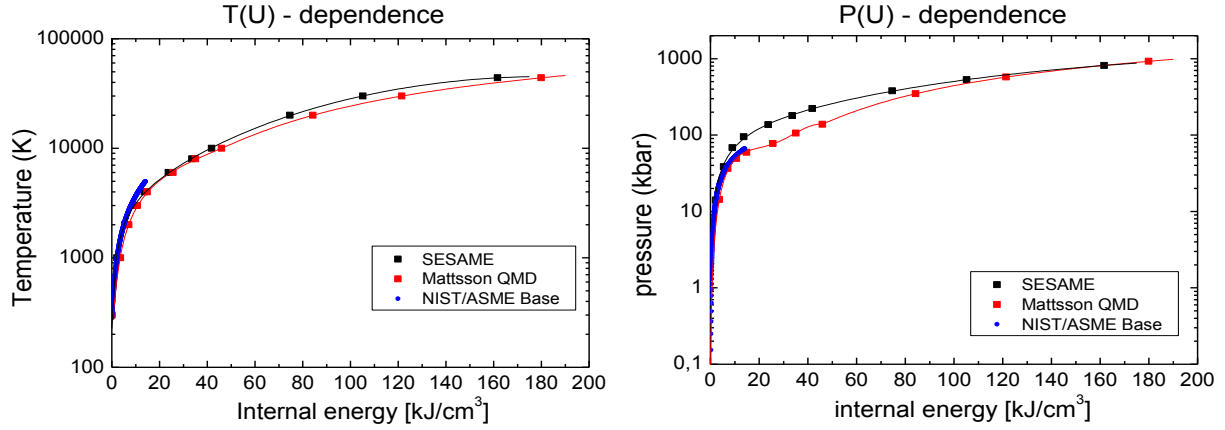 T(U) - dependence
100000
10000
1000
100
Temperature (K)
0 20 40 60 80 100 120 140 160 180 200
Internal energy [kJ/cm³]
SESAME
Mattsson QMD
NIST/ASME Base
P(U) - dependence
1000
100
10
1
0,1
pressure (kbar)
0 20 40 60 80 100 120 140 160 180 200
internal energy [kJ/cm³]
SESAME
Mattsson QMD
NIST/ASME Base